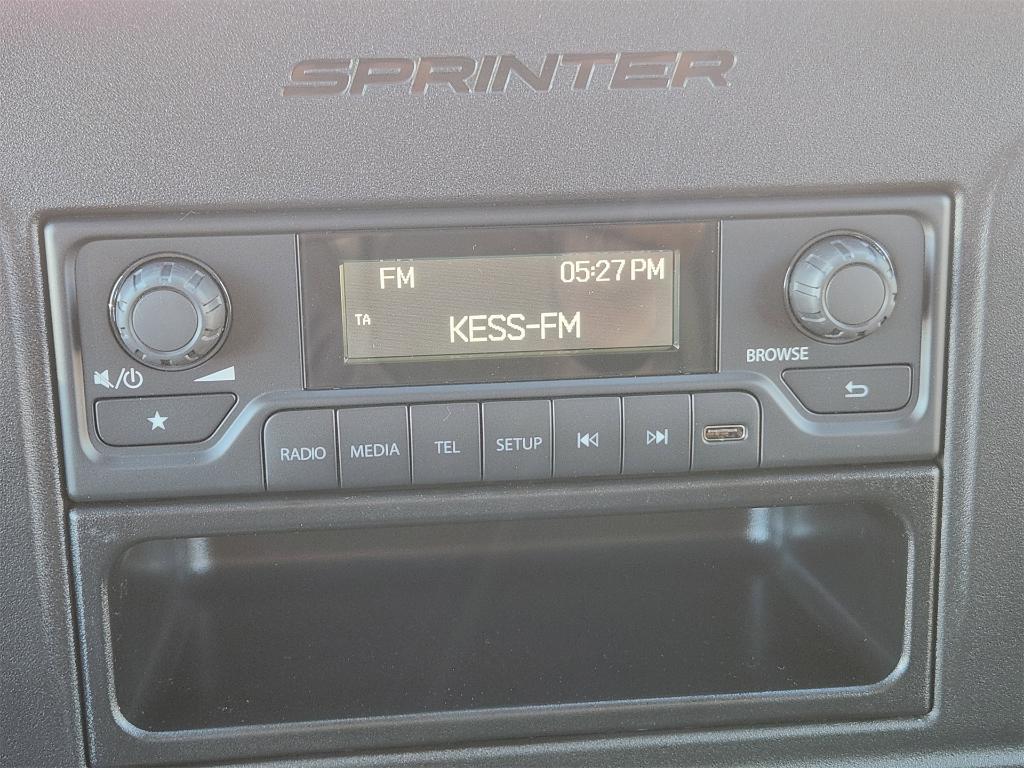 SPRINTER
FM 05:27 PM
TA KESS-FM
BROWSE
RADIO MEDIA TEL SETUP